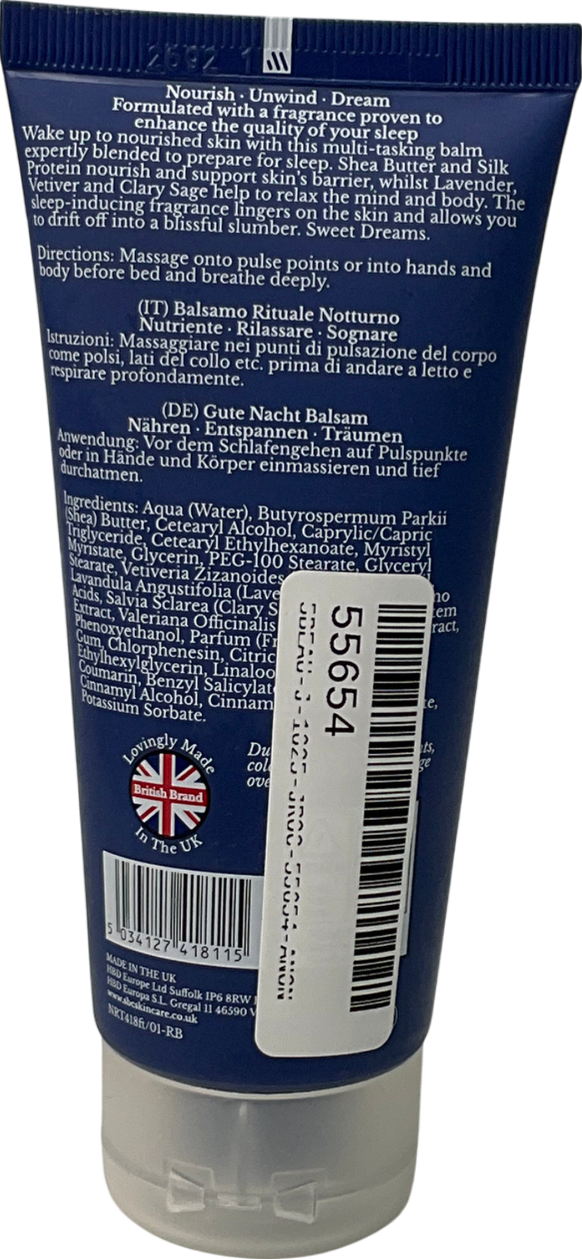 Nourish · Unwind · Dream
Formulated with a fragrance proven to
enhance the quality of your sleep
Wake up to nourished skin with this multi-tasking balm
expertly blended to prepare for sleep. Shea Butter and Silk
Protein nourish and support skin's barrier, whilst Lavender,
Vetiver and Clary Sage help to relax the mind and body. The
sleep-inducing fragrance lingers on the skin and allows you
to drift off into a blissful slumber. Sweet Dreams.
Directions: Massage onto pulse points or into hands and
body before bed and breathe deeply.
(IT) Balsamo Rituale Notturno
Nutriente · Rilassare · Sognare
Istruzioni: Massaggiare nei punti di pulsazione del corpo
come polsi, lati del collo etc. prima di andare a letto e
respirare profondamente.
(DE) Gute Nacht Balsam
Nähren · Entspannen · Träumen
Anwendung: Vor dem Schlafengehen auf Pulspunkte
oder in Hände und Körper einmassieren und tief
durchatmen.
Ingredients: Aqua (Water), Butyrospermum Parkii
(Shea) Butter, Cetearyl Alcohol, Caprylic/Capric
Triglyceride, Cetearyl Ethylhexanoate, Myristyl
Myristate, Glycerin, PEG-100 Stearate, Glyceryl
Stearate, Vetiveria Zizanoides
Lavandula Angustifolia
Acids, Salvia Sclarea (Clary
Extract, Valeriana Officinalis
Phenoxyethanol, Parfum
Gum, Chlorphenesin,
Ethylhexylglycerin,
Coumarin, Benzyl
Cinnamyl Alcohol,
Potassium Sorbate.
Lovingly Made
British Brand
In The UK
55654
5 034127 418115
MADE IN THE UK
HBD Europe Ltd Suffolk IP6 8RW
HBD Europa S.L. Gregal 11 46590
www.sbcskincare.co.uk
NRT418ft/01-RB